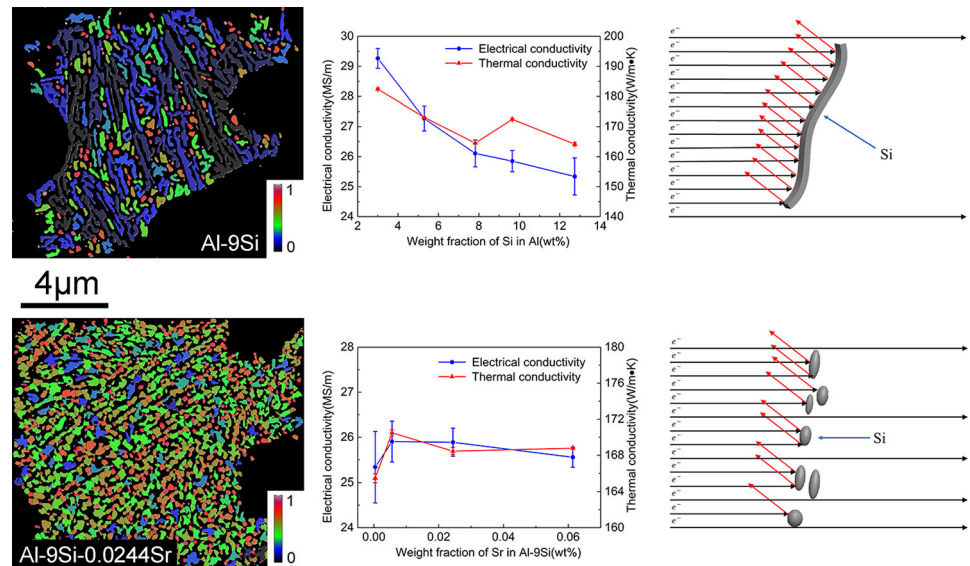 1
0
Al-9Si
4μm
1
0
Al-9Si-0.0244Sr
30
29
28
27
26
25
24
Electrical conductivity(MS/m)
Electrical conductivity
Thermal conductivity
200
190
180
170
160
150
140
Thermal conductivity(W/m•K)
2 4 6 8 10 12 14
Weight fraction of Si in Al(wt%)
28
27
26
25
24
Electrical conductivity(MS/m)
Electrical conductivity
Thermal conductivity
180
176
172
168
164
160
Thermal conductivity(W/m•K)
0.00 0.02 0.04 0.06
Weight fraction of Sr in Al-9Si(wt%)
e⁻
e⁻
e⁻
e⁻
e⁻
e⁻
e⁻
e⁻
e⁻
e⁻
e⁻
e⁻
e⁻
e⁻
Si
e⁻
e⁻
e⁻
e⁻
e⁻
e⁻
e⁻
e⁻
e⁻
e⁻
e⁻
e⁻
e⁻
e⁻
Si